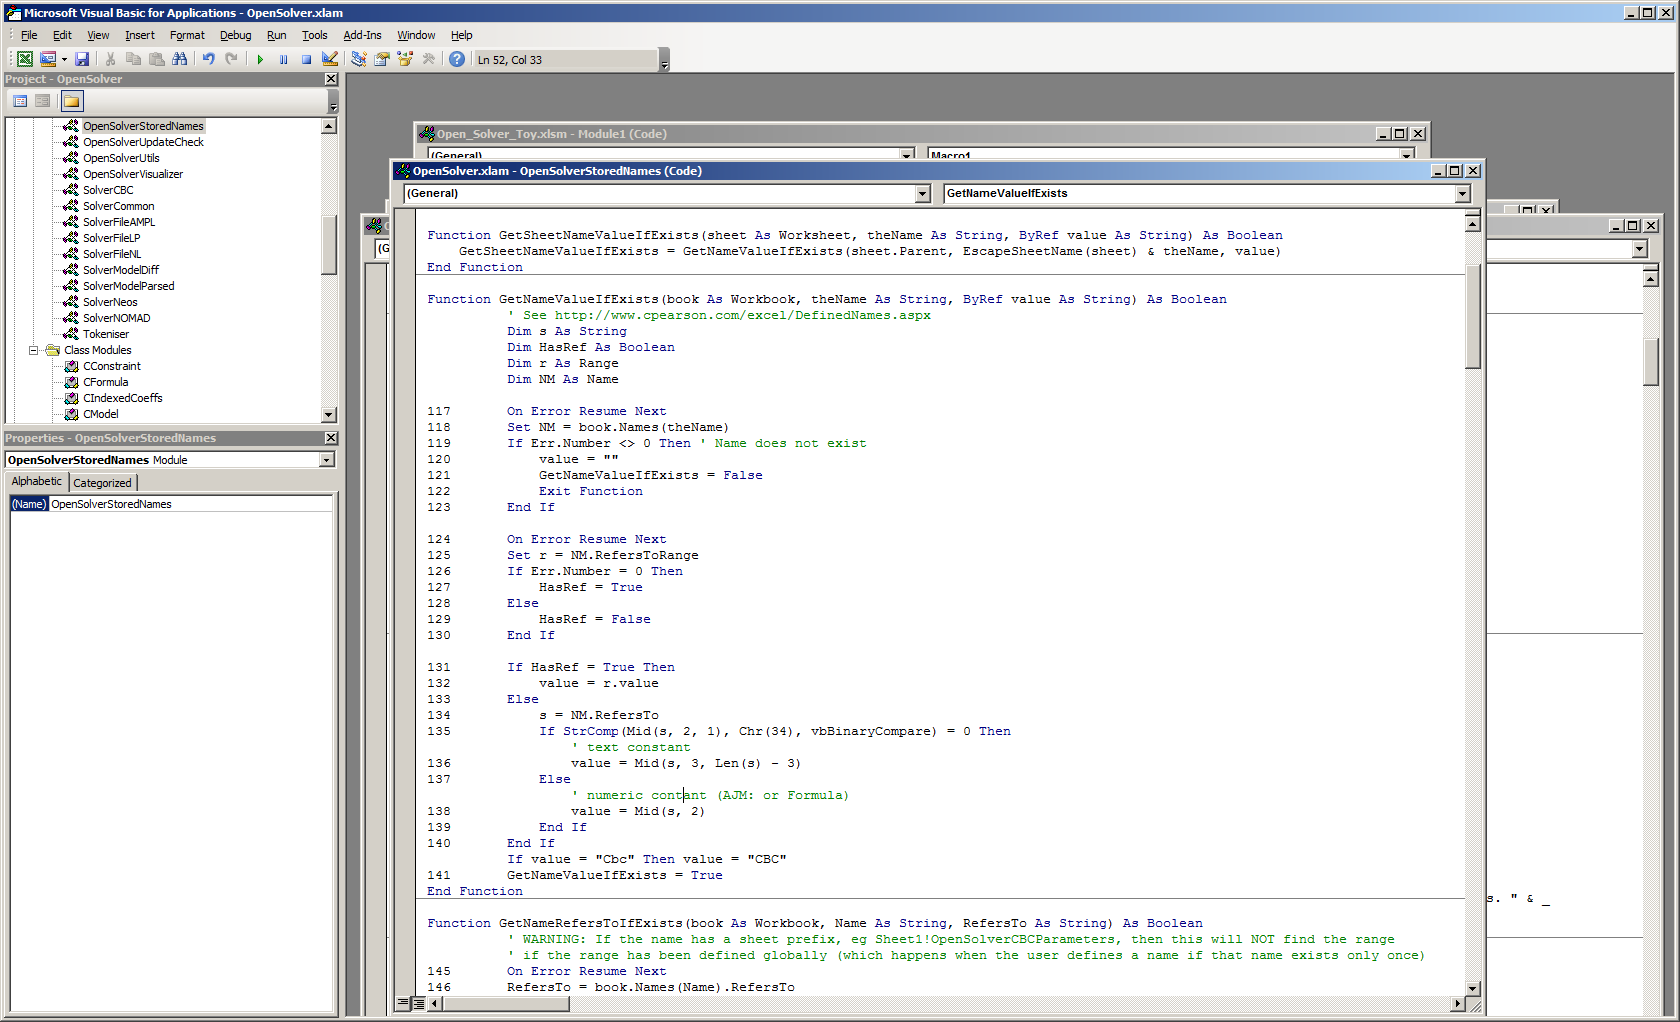 Microsoft Visual Basic for Applications - OpenSolver.xlam
File Edit View Insert Format Debug Run Tools Add-Ins Window Help
Ln 52, Col 33
Project - OpenSolver
OpenSolverStoredNames
OpenSolverUpdateCheck
OpenSolverUtils
OpenSolverVisualizer
SolverCBC
SolverCommon
SolverFileAMPL
SolverFileLP
SolverFileNL
SolverModelDiff
SolverModelParsed
SolverNeos
SolverNOMAD
Tokeniser
Class Modules
CConstraint
CFormula
CIndexedCoeffs
CModel
Properties - OpenSolverStoredNames
OpenSolverStoredNames Module
Alphabetic Categorized
(Name) OpenSolverStoredNames
Open_Solver_Toy.xlsm - Module1 (Code)
(General) Macro1
OpenSolver.xlam - OpenSolverStoredNames (Code)
(General) GetNameValueIfExists
Function GetSheetNameValueIfExists(sheet As Worksheet, theName As String, ByRef value As String) As Boolean
GetSheetNameValueIfExists = GetNameValueIfExists(sheet.Parent, EscapeSheetName(sheet) & theName, value)
End Function
Function GetNameValueIfExists(book As Workbook, theName As String, ByRef value As String) As Boolean
' See http://www.cpearson.com/excel/DefinedNames.aspx
Dim s As String
Dim HasRef As Boolean
Dim r As Range
Dim NM As Name
117 On Error Resume Next
118 Set NM = book.Names(theName)
119 If Err.Number <> 0 Then ' Name does not exist
120 value = ""
121 GetNameValueIfExists = False
122 Exit Function
123 End If
124 On Error Resume Next
125 Set r = NM.RefersToRange
126 If Err.Number = 0 Then
127 HasRef = True
128 Else
129 HasRef = False
130 End If
131 If HasRef = True Then
132 value = r.value
133 Else
134 s = NM.RefersTo
135 If StrComp(Mid(s, 2, 1), Chr(34), vbBinaryCompare) = 0 Then
' text constant
136 value = Mid(s, 3, Len(s) - 3)
137 Else
' numeric contant (AJM: or Formula)
138 value = Mid(s, 2)
139 End If
140 End If
If value = "Cbc" Then value = "CBC"
141 GetNameValueIfExists = True
End Function
Function GetNameRefersToIfExists(book As Workbook, Name As String, RefersTo As String) As Boolean
' WARNING: If the name has a sheet prefix, eg Sheet1!OpenSolverCBCParameters, then this will NOT find the range
' if the range has been defined globally (which happens when the user defines a name if that name exists only once)
145 On Error Resume Next
146 RefersTo = book.Names(Name).RefersTo
s. " & _